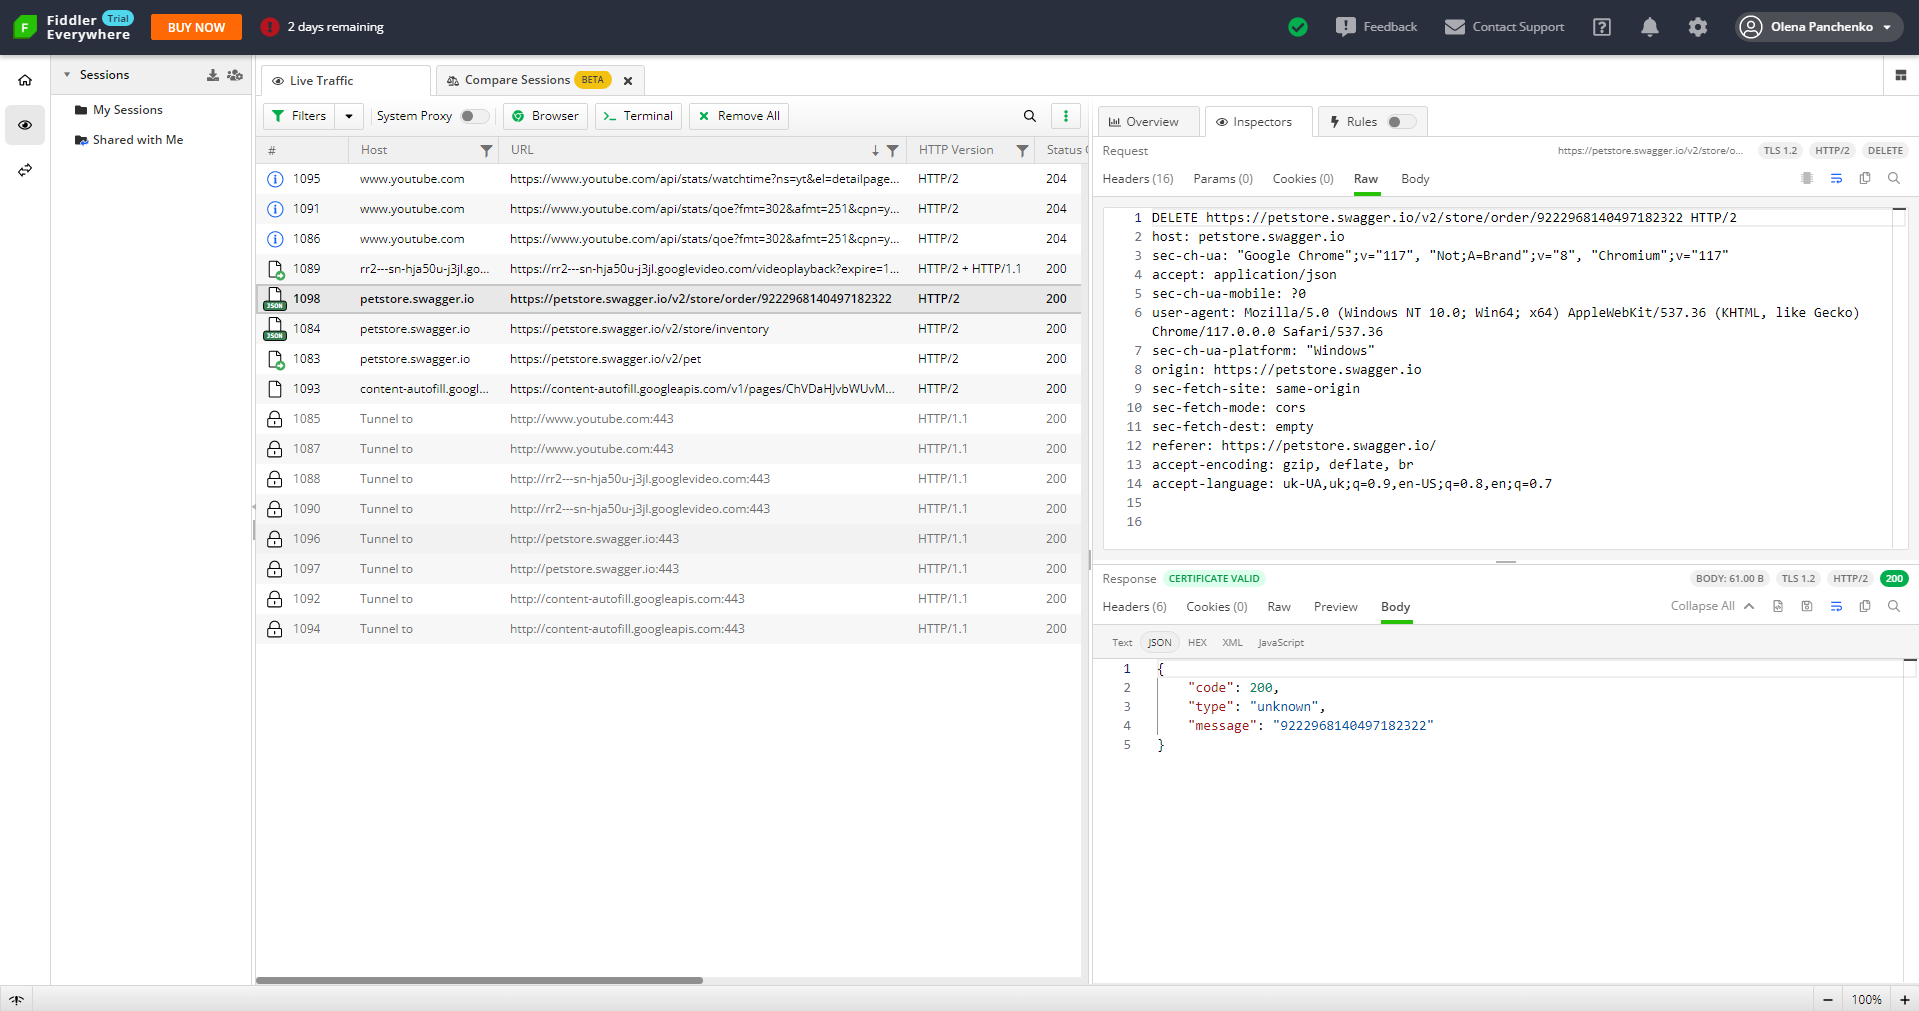 Fiddler Trial
Everywhere
BUY NOW
2 days remaining
Feedback
Contact Support
Olena Panchenko
Sessions
My Sessions
Shared with Me
Live Traffic
Compare Sessions BETA
Filters
System Proxy
Browser
Terminal
Remove All
# Host URL HTTP Version Status C
1095 www.youtube.com https://www.youtube.com/api/stats/watchtime?ns=yt&el=detailpage... HTTP/2 204
1091 www.youtube.com https://www.youtube.com/api/stats/qoe?fmt=302&afmt=251&cpn=y... HTTP/2 204
1086 www.youtube.com https://www.youtube.com/api/stats/qoe?fmt=302&afmt=251&cpn=y... HTTP/2 204
1089 rr2---sn-hja50u-j3jl.go... https://rr2---sn-hja50u-j3jl.googlevideo.com/videoplayback?expire=1... HTTP/2 + HTTP/1.1 200
JSON 1098 petstore.swagger.io https://petstore.swagger.io/v2/store/order/9222968140497182322 HTTP/2 200
JSON 1084 petstore.swagger.io https://petstore.swagger.io/v2/store/inventory HTTP/2 200
1083 petstore.swagger.io https://petstore.swagger.io/v2/pet HTTP/2 200
1093 content-autofill.googl... https://content-autofill.googleapis.com/v1/pages/ChVDaHJvbWUvM... HTTP/2 200
1085 Tunnel to http://www.youtube.com:443 HTTP/1.1 200
1087 Tunnel to http://www.youtube.com:443 HTTP/1.1 200
1088 Tunnel to http://rr2---sn-hja50u-j3jl.googlevideo.com:443 HTTP/1.1 200
1090 Tunnel to http://rr2---sn-hja50u-j3jl.googlevideo.com:443 HTTP/1.1 200
1096 Tunnel to http://petstore.swagger.io:443 HTTP/1.1 200
1097 Tunnel to http://petstore.swagger.io:443 HTTP/1.1 200
1092 Tunnel to http://content-autofill.googleapis.com:443 HTTP/1.1 200
1094 Tunnel to http://content-autofill.googleapis.com:443 HTTP/1.1 200
Overview
Inspectors
Rules
Request https://petstore.swagger.io/v2/store/o... TLS 1.2 HTTP/2 DELETE
Headers (16) Params (0) Cookies (0) Raw Body
1 DELETE https://petstore.swagger.io/v2/store/order/9222968140497182322 HTTP/2
2 host: petstore.swagger.io
3 sec-ch-ua: "Google Chrome";v="117", "Not;A=Brand";v="8", "Chromium";v="117"
4 accept: application/json
5 sec-ch-ua-mobile: ?0
6 user-agent: Mozilla/5.0 (Windows NT 10.0; Win64; x64) AppleWebKit/537.36 (KHTML, like Gecko)
Chrome/117.0.0.0 Safari/537.36
7 sec-ch-ua-platform: "Windows"
8 origin: https://petstore.swagger.io
9 sec-fetch-site: same-origin
10 sec-fetch-mode: cors
11 sec-fetch-dest: empty
12 referer: https://petstore.swagger.io/
13 accept-encoding: gzip, deflate, br
14 accept-language: uk-UA,uk;q=0.9,en-US;q=0.8,en;q=0.7
15
16
Response CERTIFICATE VALID BODY: 61.00 B TLS 1.2 HTTP/2 200
Headers (6) Cookies (0) Raw Preview Body Collapse All
Text JSON HEX XML JavaScript
1 {
2 "code": 200,
3 "type": "unknown",
4 "message": "9222968140497182322"
5 }
100%